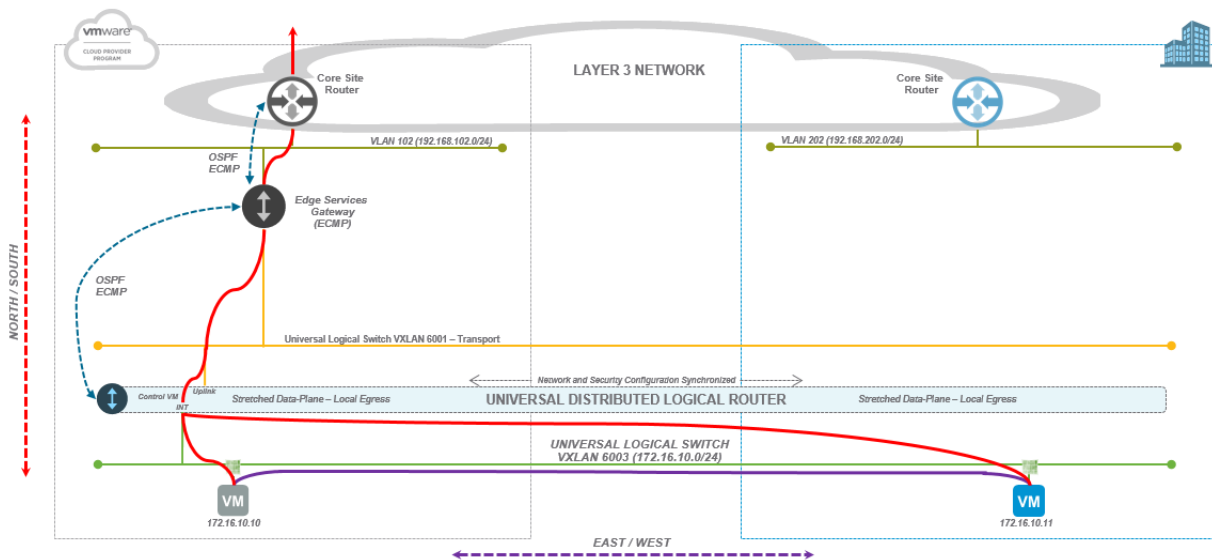 vmware
CLOUD PROVIDER
PROGRAM
LAYER 3 NETWORK
Core Site
Router
Core Site
Router
VLAN 102 (192.168.102.0/24)
VLAN 202 (192.168.202.0/24)
OSPF
ECMP
Edge Services
Gateway
(ECMP)
NORTH / SOUTH
OSPF
ECMP
Universal Logical Switch VXLAN 6001 – Transport
Network and Security Configuration Synchronized
Control VM
Uplink
INT
Stretched Data-Plane – Local Egress
UNIVERSAL DISTRIBUTED LOGICAL ROUTER
Stretched Data-Plane – Local Egress
UNIVERSAL LOGICAL SWITCH
VXLAN 6003 (172.16.10.0/24)
VM
172.16.10.10
VM
172.16.10.11
EAST / WEST